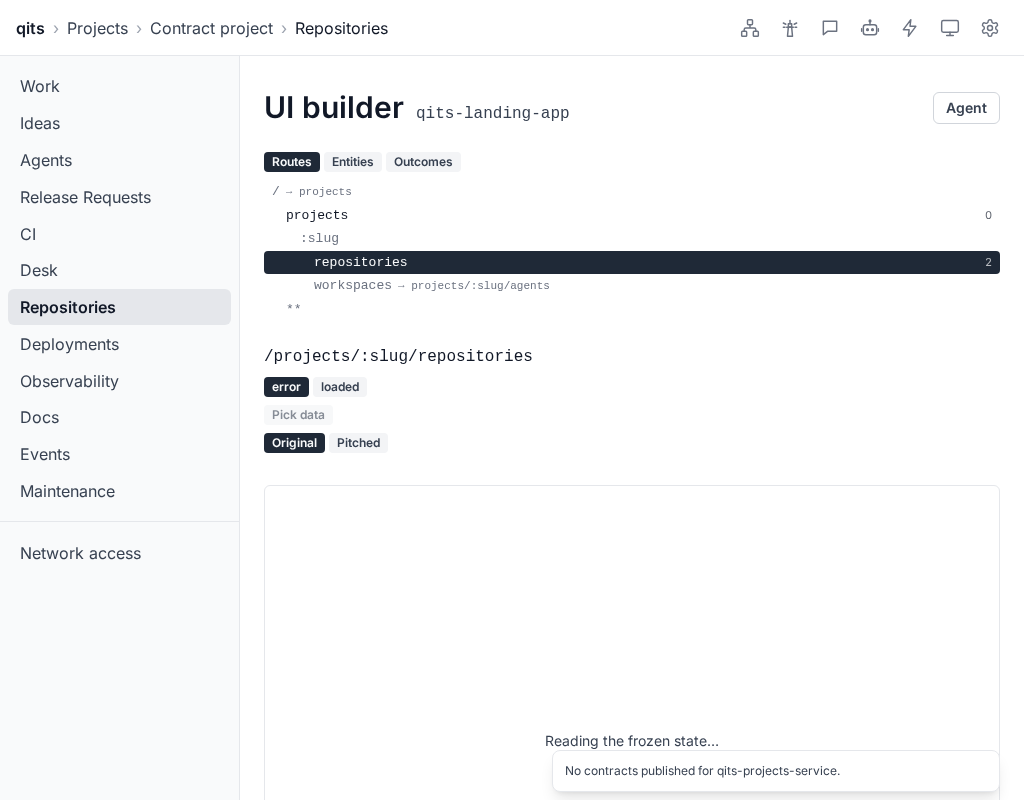 qits › Projects › Contract project › Repositories
Work
Ideas
Agents
Release Requests
CI
Desk
Repositories
Deployments
Observability
Docs
Events
Maintenance
Network access
UI builder qits-landing-app
Agent
Routes Entities Outcomes
/ → projects
projects 0
:slug
repositories 2
workspaces → projects/:slug/agents
**
/projects/:slug/repositories
error loaded
Pick data
Original Pitched
Reading the frozen state...
No contracts published for qits-projects-service.